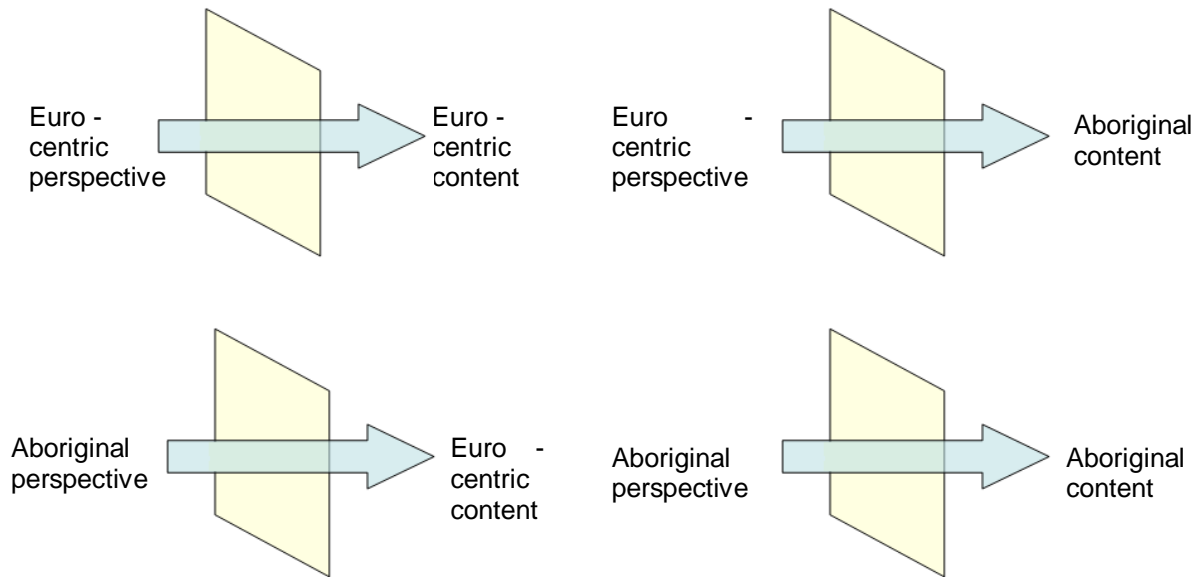 Euro -
centric
perspective
Euro -
centric
content
Euro -
centric
perspective
Aboriginal
content
Aboriginal
perspective
Euro -
centric
content
Aboriginal
perspective
Aboriginal
content